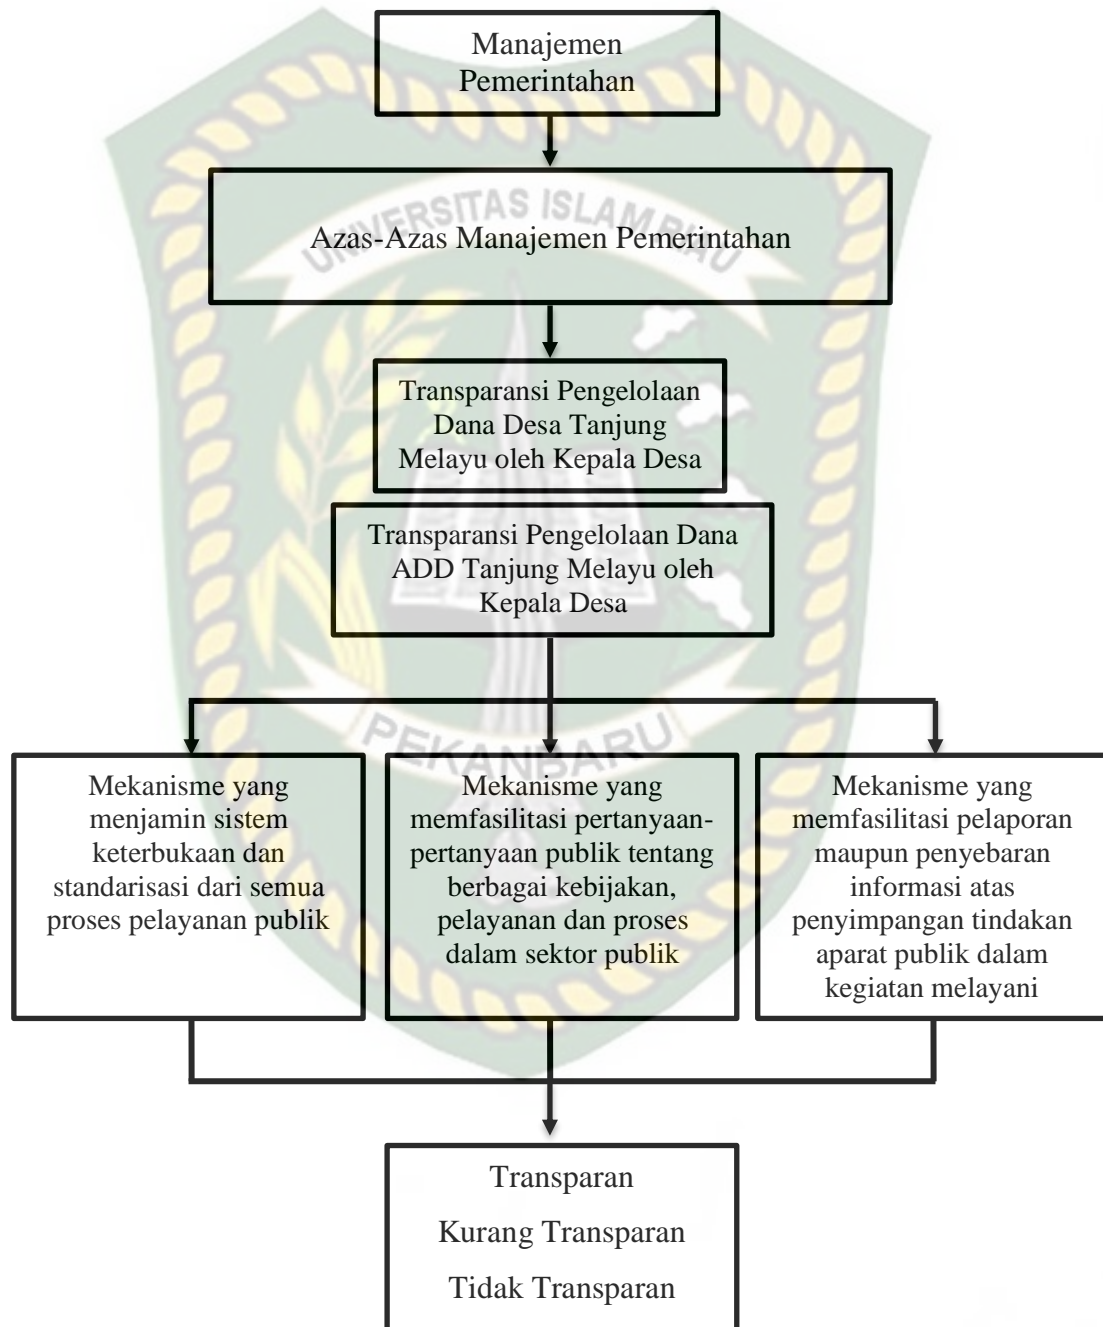 Manajemen
Pemerintahan
UNIVERSITAS ISLAM RIAU
Azas-Azas Manajemen Pemerintahan
Transparansi Pengelolaan
Dana Desa Tanjung
Melayu oleh Kepala Desa
Transparansi Pengelolaan Dana
ADD Tanjung Melayu oleh
Kepala Desa
PEKANBARU
Mekanisme yang
menjamin sistem
keterbukaan dan
standarisasi dari semua
proses pelayanan publik
Mekanisme yang
memfasilitasi pertanyaan-
pertanyaan publik tentang
berbagai kebijakan,
pelayanan dan proses
dalam sektor publik
Mekanisme yang
memfasilitasi pelaporan
maupun penyebaran
informasi atas
penyimpangan tindakan
aparat publik dalam
kegiatan melayani
Transparan
Kurang Transparan
Tidak Transparan